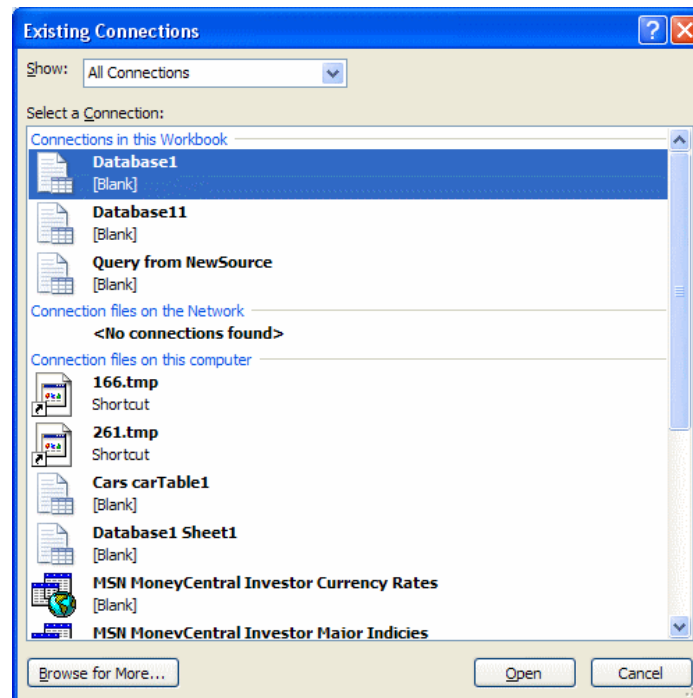 Existing Connections
Show: All Connections
Select a Connection:
Connections in this Workbook
Database1
[Blank]
Database11
[Blank]
Query from NewSource
[Blank]
Connection files on the Network
<No connections found>
Connection files on this computer
166.tmp
Shortcut
261.tmp
Shortcut
Cars carTable1
[Blank]
Database1 Sheet1
[Blank]
MSN MoneyCentral Investor Currency Rates
[Blank]
MSN MoneyCentral Investor Major Indicies
Browse for More... Open Cancel